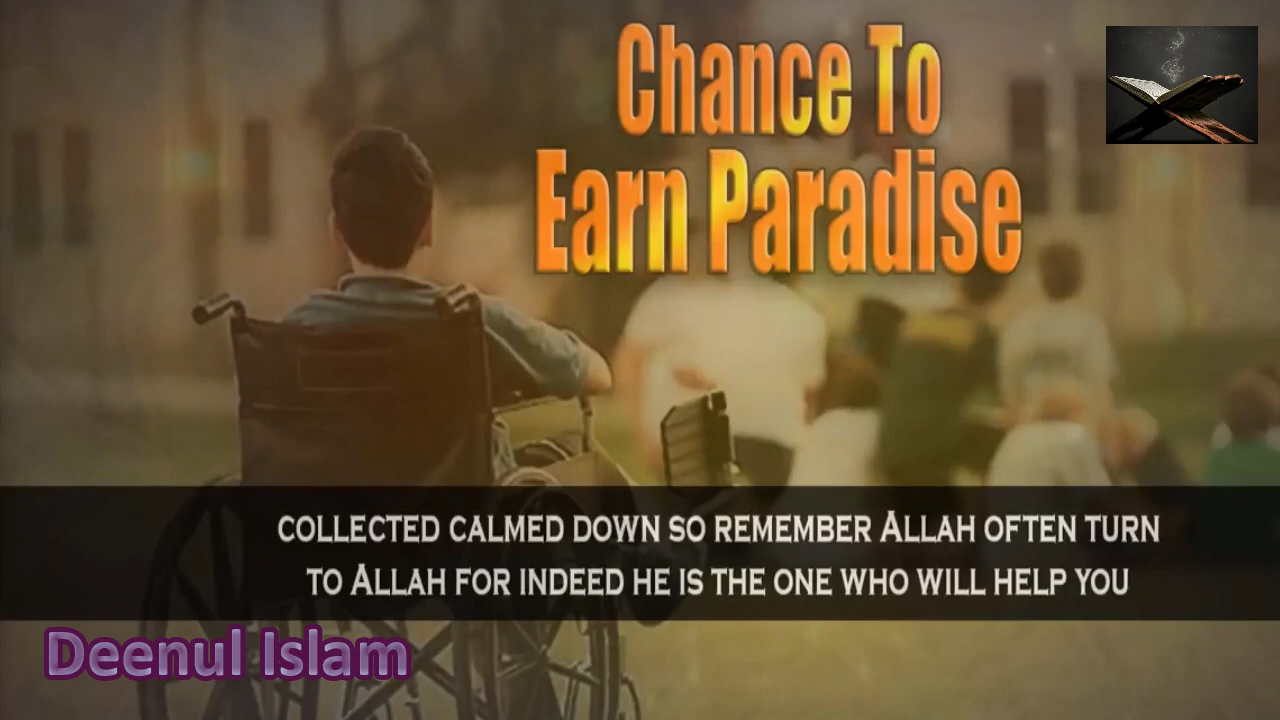 Chance To
Earn Paradise
COLLECTED CALMED DOWN SO REMEMBER ALLAH OFTEN TURN
TO ALLAH FOR INDEED HE IS THE ONE WHO WILL HELP YOU
Deenul Islam